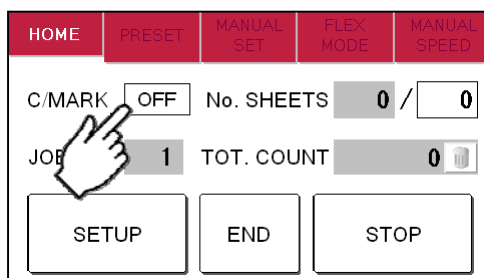 HOME PRESET MANUAL SET FLEX MODE MANUAL SPEED
C/MARK OFF No. SHEETS 0 / 0
JOB 1 TOT. COUNT 0
SETUP END STOP